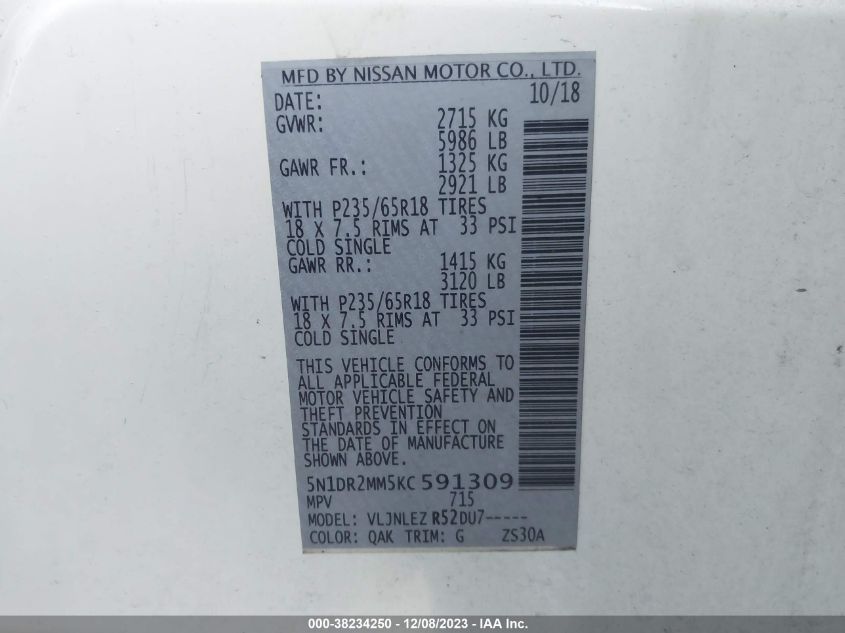 MFD BY NISSAN MOTOR CO., LTD.
DATE: 10/18
GVWR: 2715 KG
5986 LB
GAWR FR.: 1325 KG
2921 LB
WITH P235/65R18 TIRES
18 X 7.5 RIMS AT 33 PSI
COLD SINGLE
GAWR RR.: 1415 KG
3120 LB
WITH P235/65R18 TIRES
18 X 7.5 RIMS AT 33 PSI
COLD SINGLE
THIS VEHICLE CONFORMS TO
ALL APPLICABLE FEDERAL
MOTOR VEHICLE SAFETY AND
THEFT PREVENTION
STANDARDS IN EFFECT ON
THE DATE OF MANUFACTURE
SHOWN ABOVE.
5N1DR2MM5KC 591309
MPV 715
MODEL: VLJNLEZ R52DU7-----
COLOR: QAK TRIM: G ZS30A
000-38234250 - 12/08/2023 - IAA Inc.